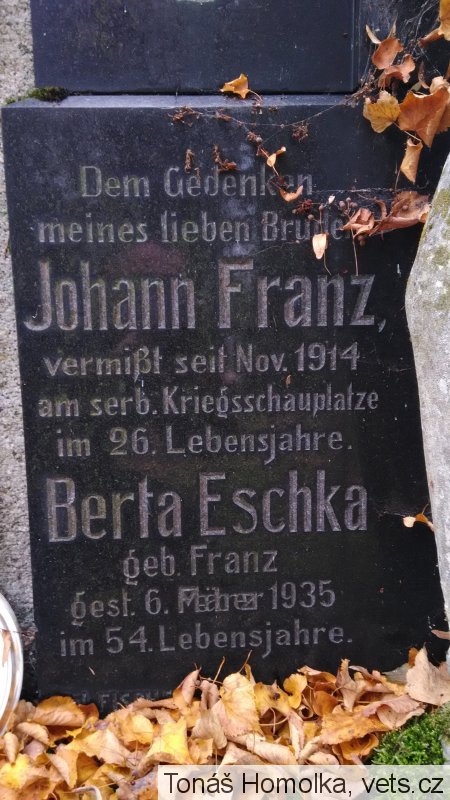 Dem Gedenken
meines lieben Bruders
Johann Franz,
vermißt seit Nov. 1914
am serb. Kriegsschauplatze
im 26. Lebensjahre.
Berta Eschka
geb. Franz
gest. 6. 1935
im 54. Lebensjahre.
Tonáš Homolka, vets.cz